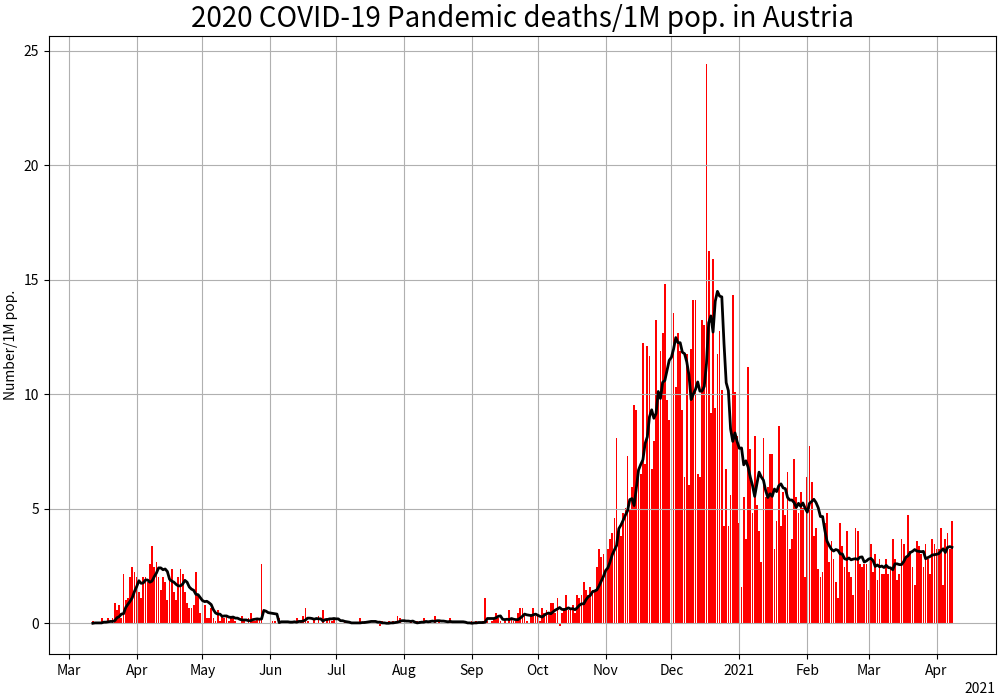 2020 COVID-19 Pandemic deaths/1M pop. in Austria
Number/1M pop.
25
20
15
10
5
0
Mar Apr May Jun Jul Aug Sep Oct Nov Dec 2021 Feb Mar Apr
2021